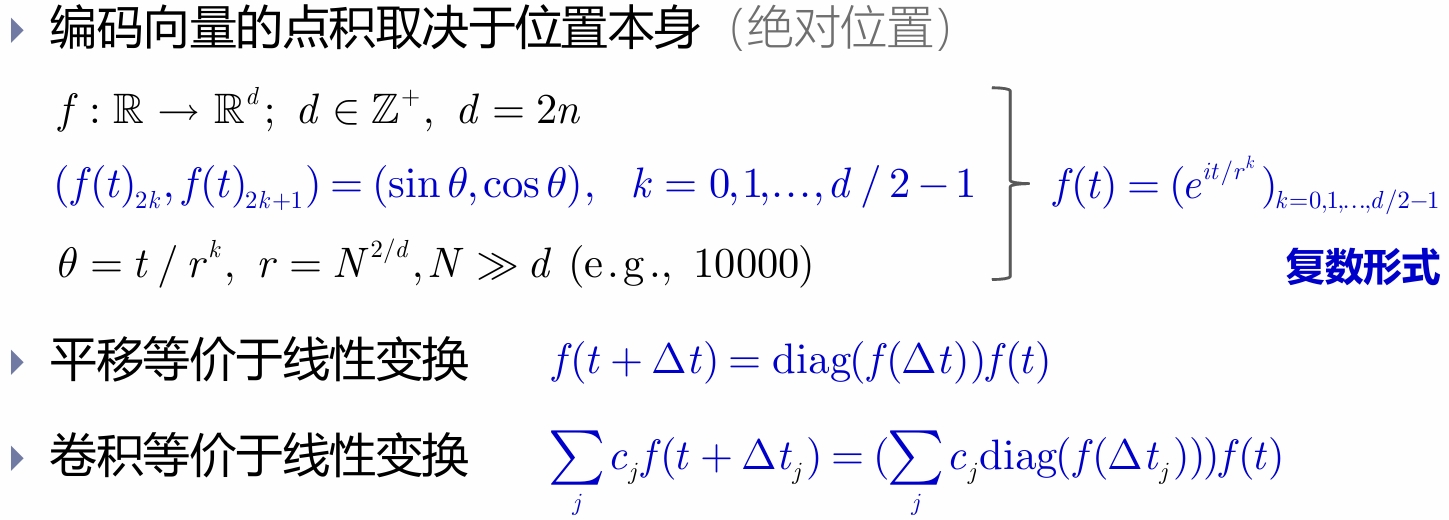 编码向量的点积取决于位置本身（绝对位置）
f : ℝ → ℝ^d; d ∈ ℤ^+, d = 2n
(f(t)_{2k}, f(t)_{2k+1}) = (sin θ, cos θ), k = 0,1,…, d / 2 − 1
f(t) = (e^{it/r^k})_{k=0,1,…,d/2−1}
θ = t / r^k, r = N^{2/d}, N ≫ d (e.g., 10000)
复数形式
平移等价于线性变换 f(t + Δt) = diag(f(Δt))f(t)
卷积等价于线性变换 ∑_j c_j f(t + Δt_j) = (∑_j c_j diag(f(Δt_j)))f(t)